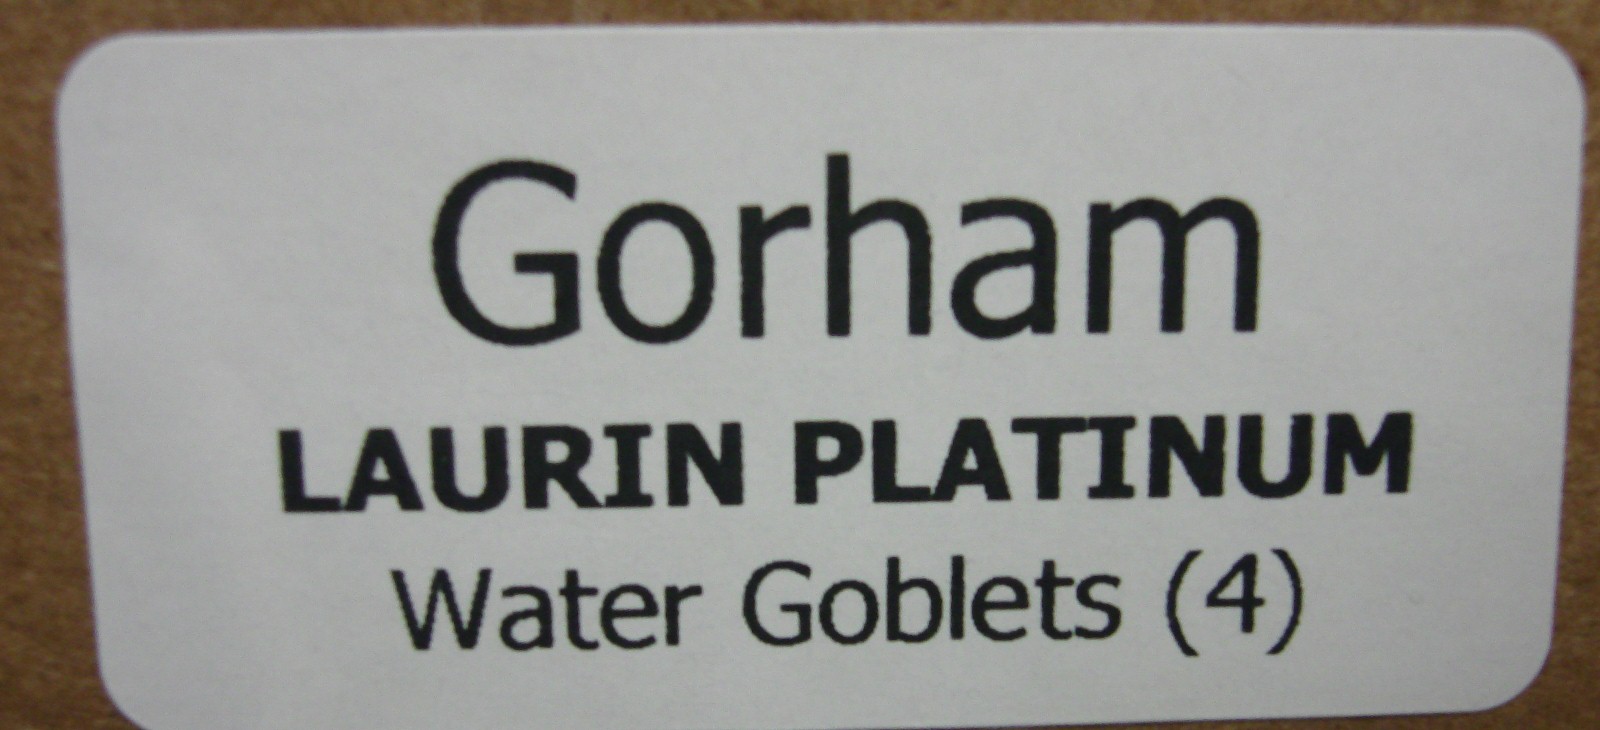 Gorham
LAURIN PLATINUM
Water Goblets (4)